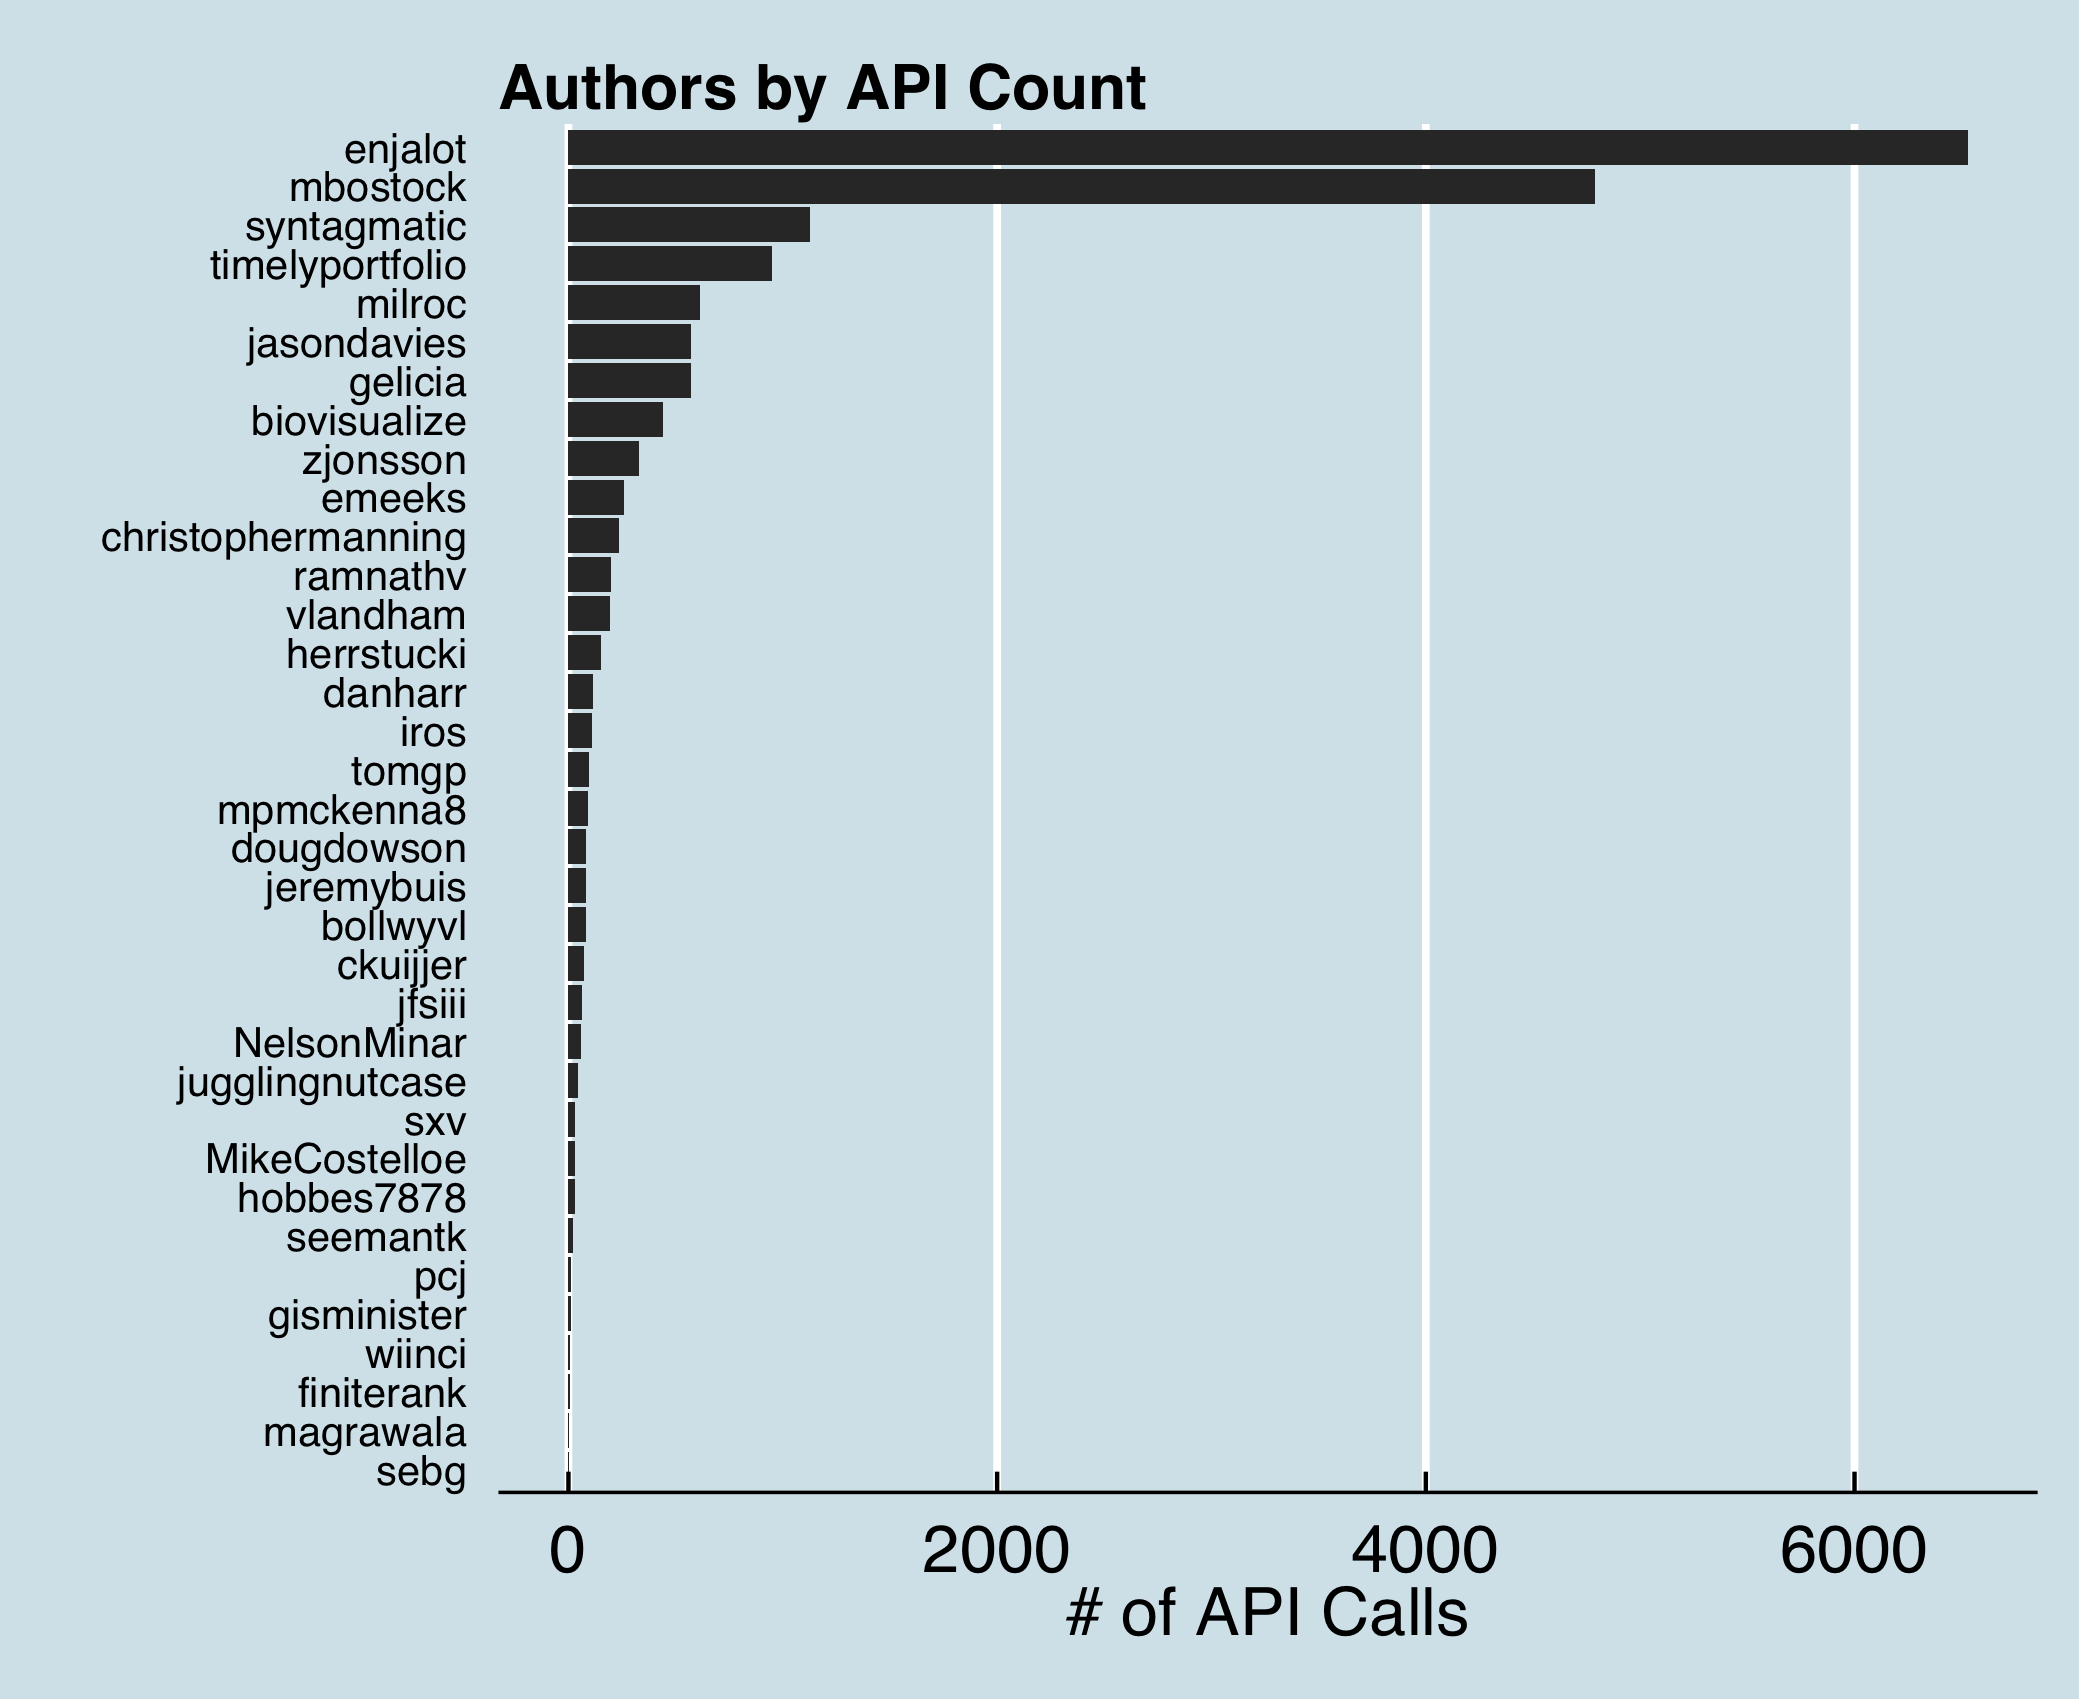 Authors by API Count
enjalot
mbostock
syntagmatic
timelyportfolio
milroc
jasondavies
gelicia
biovisualize
zjonsson
emeeks
christophermanning
ramnathv
vlandham
herrstucki
danharr
iros
tomgp
mpmckenna8
dougdowson
jeremybuis
bollwyvl
ckuijjer
jfsiii
NelsonMinar
jugglingnutcase
sxv
MikeCostelloe
hobbes7878
seemantk
pcj
gisminister
wiinci
finiterank
magrawala
sebg
0 2000 4000 6000
# of API Calls